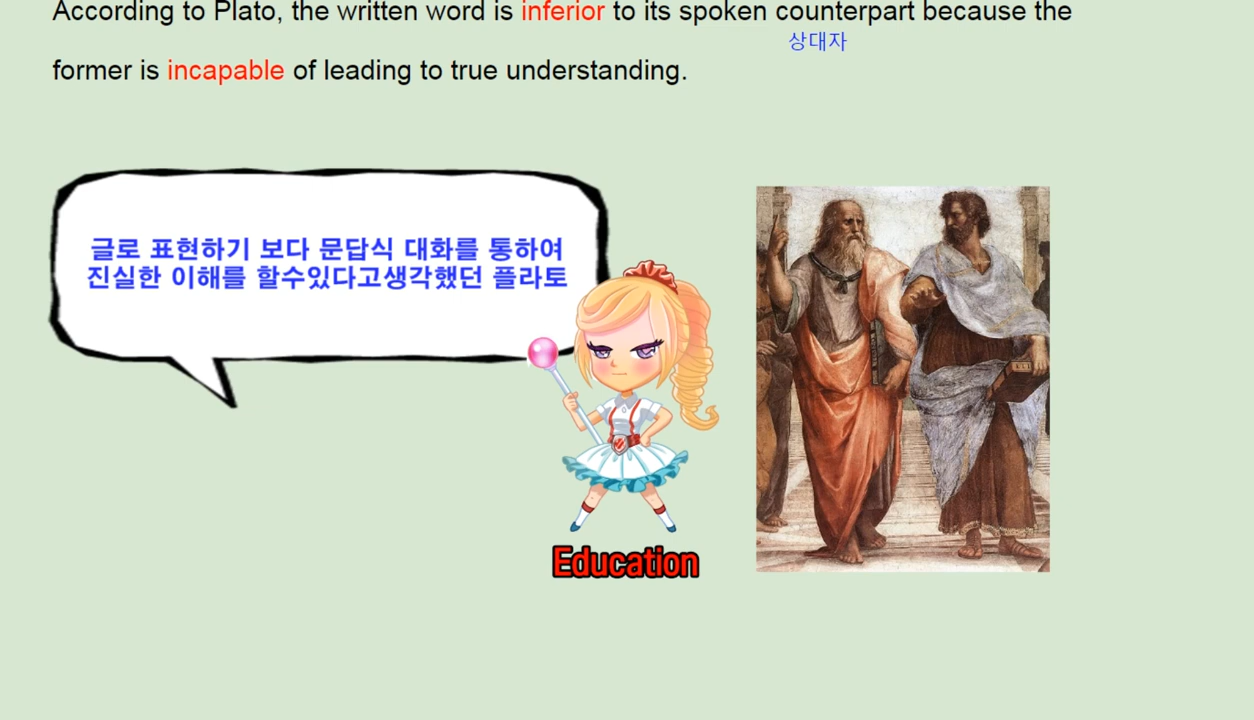 According to Plato, the written word is inferior to its spoken counterpart because the
상대자
former is incapable of leading to true understanding.
글로 표현하기 보다 문답식 대화를 통하여
진실한 이해를 할수있다고생각했던 플라토
Education